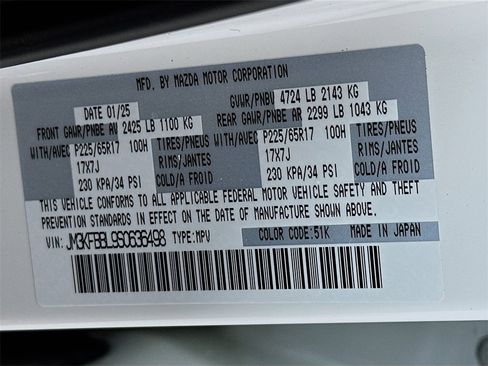 MFD. BY MAZDA MOTOR CORPORATION
DATE 01/25 GVWR/PNBV 4724 LB 2143 KG
FRONT GAWR/PNBE AV 2425 LB 1100 KG REAR GAWR/PNBE AR 2299 LB 1043 KG
WITH/AVEC P225/65R17 100H TIRES/PNEUS WITH/AVEC P225/65R17 100H TIRES/PNEUS
17X7J RIMS/JANTES 17X7J RIMS/JANTES
230 KPA/34 PSI COLD/A FROID 230 KPA/34 PSI COLD/A FROID
THIS VEHICLE CONFORMS TO ALL APPLICABLE FEDERAL MOTOR VEHICLE SAFETY AND THEFT
PREVENTION STANDARDS IN EFFECT ON THE DATE OF MANUFACTURE SHOWN ABOVE.
VIN: JM3KFBBL9S0636498 TYPE:MPV COLOR CODE:51K MADE IN JAPAN